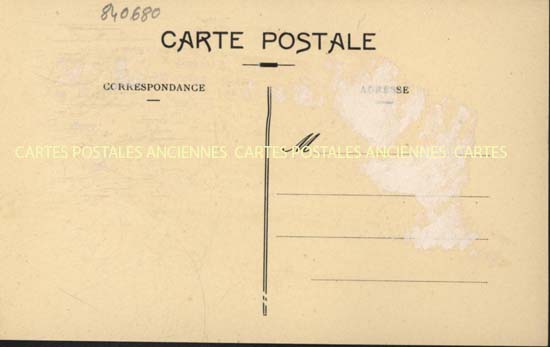 840680
CARTE POSTALE
CORRESPONDANCE
ADRESSE
M
CARTES POSTALES ANCIENNES CARTES POSTALES ANCIENNES CARTES